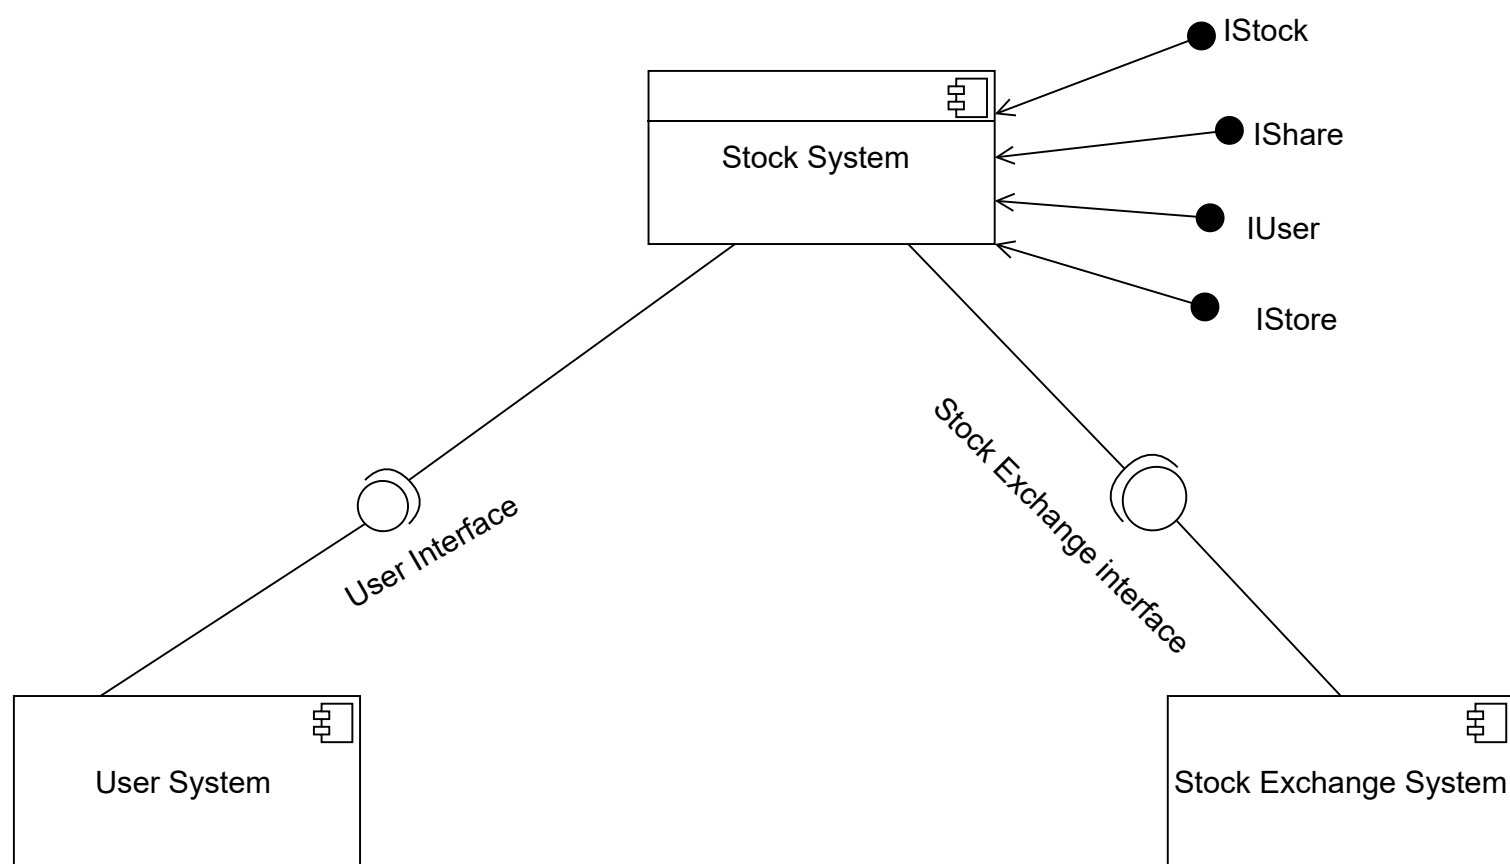 IStock
IShare
Stock System
IUser
IStore
Stock Exchange interface
User Interface
User System
Stock Exchange System